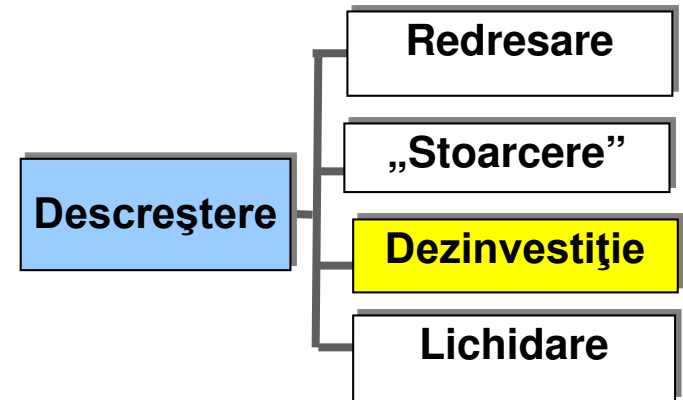 Redresare
„Stoarcere”
Descreştere
Dezinvestiţie
Lichidare